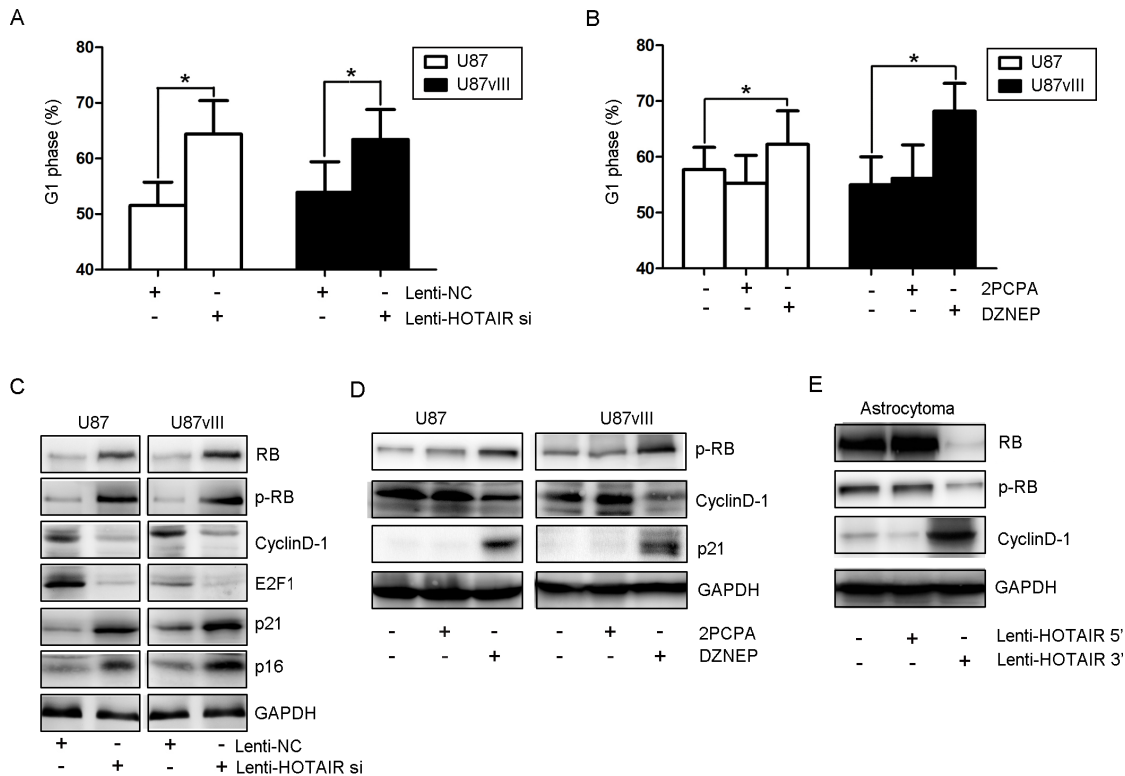 A
G1 phase (%)
80
70
60
50
40
* *
U87
U87vIII
+ - + - Lenti-NC
- + - + Lenti-HOTAIR si
B
G1 phase (%)
80
70
60
50
40
* *
U87
U87vIII
- + - - + - 2PCPA
- - + - - + DZNEP
C
U87 U87vIII
RB
p-RB
CyclinD-1
E2F1
p21
p16
GAPDH
+ - + - Lenti-NC
- + - + Lenti-HOTAIR si
D
U87 U87vIII
p-RB
CyclinD-1
p21
GAPDH
- + - - + - 2PCPA
- - + - - + DZNEP
E
Astrocytoma
RB
p-RB
CyclinD-1
GAPDH
- + - Lenti-HOTAIR 5'
- - + Lenti-HOTAIR 3'